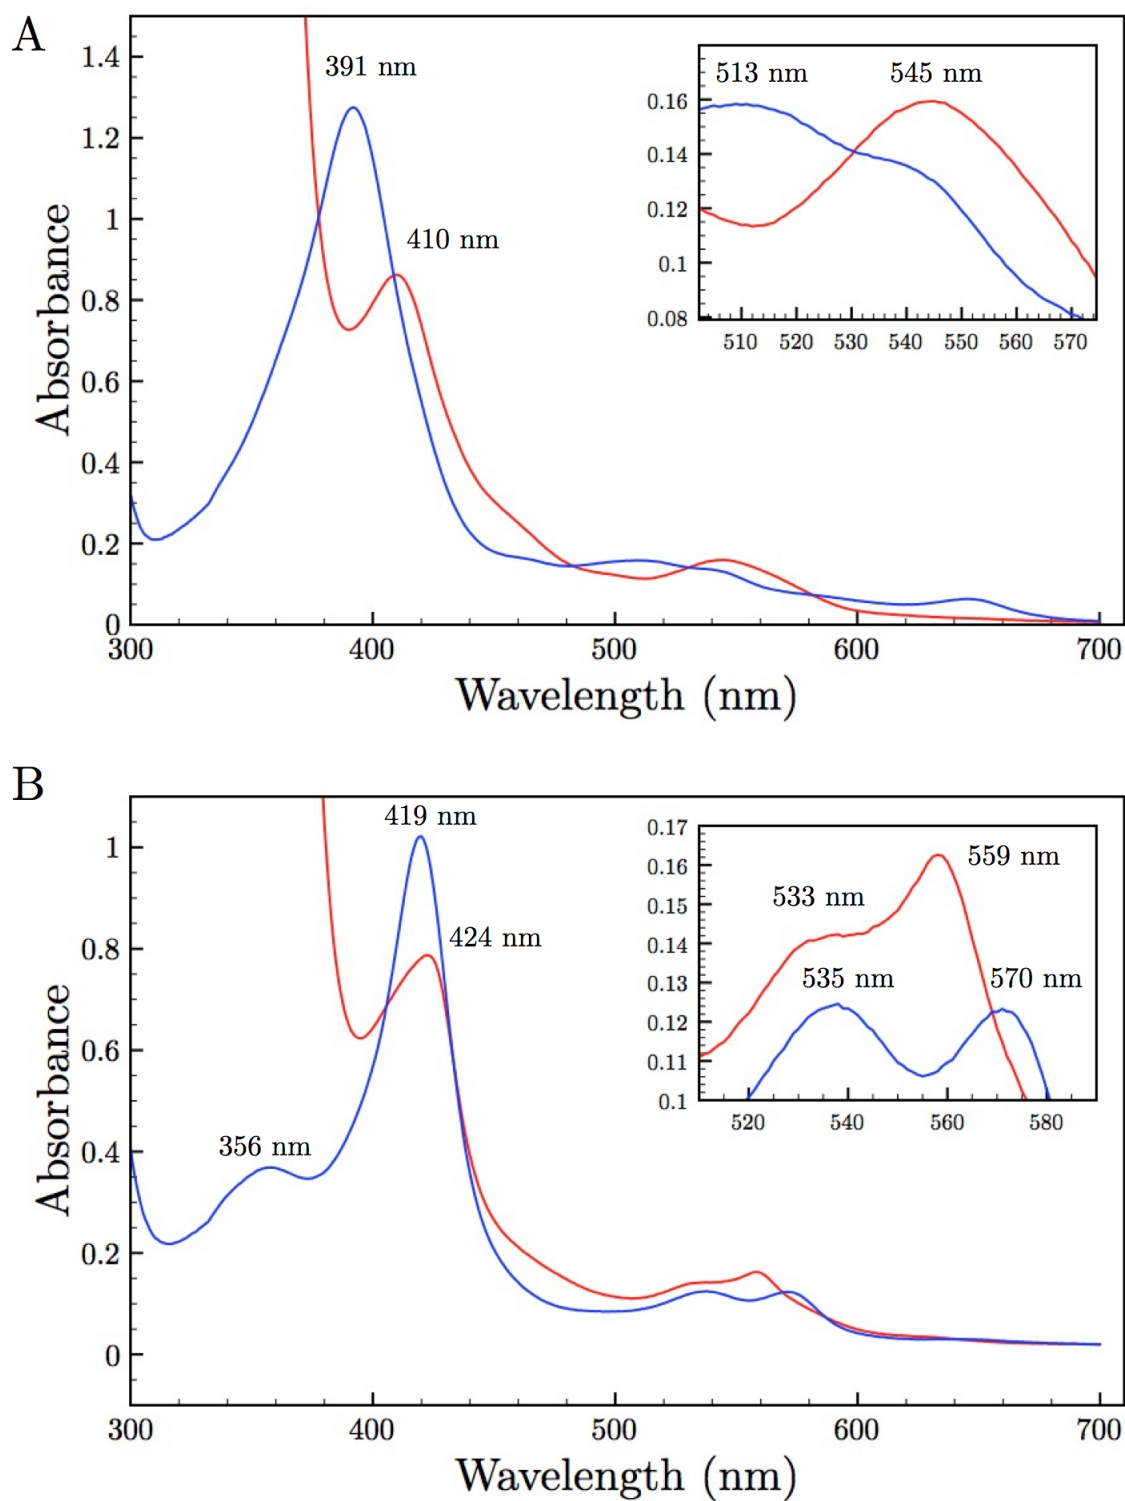 A
391 nm
410 nm
513 nm
545 nm
0.16
0.14
0.12
0.1
0.08
510 520 530 540 550 560 570
1.4
1.2
1
0.8
0.6
0.4
0.2
0
Absorbance
300 400 500 600 700
Wavelength (nm)
B
419 nm
424 nm
356 nm
0.17
0.16
0.15
0.14
0.13
0.12
0.11
0.1
559 nm
533 nm
535 nm
570 nm
520 540 560 580
1
0.8
0.6
0.4
0.2
0
Absorbance
300 400 500 600 700
Wavelength (nm)